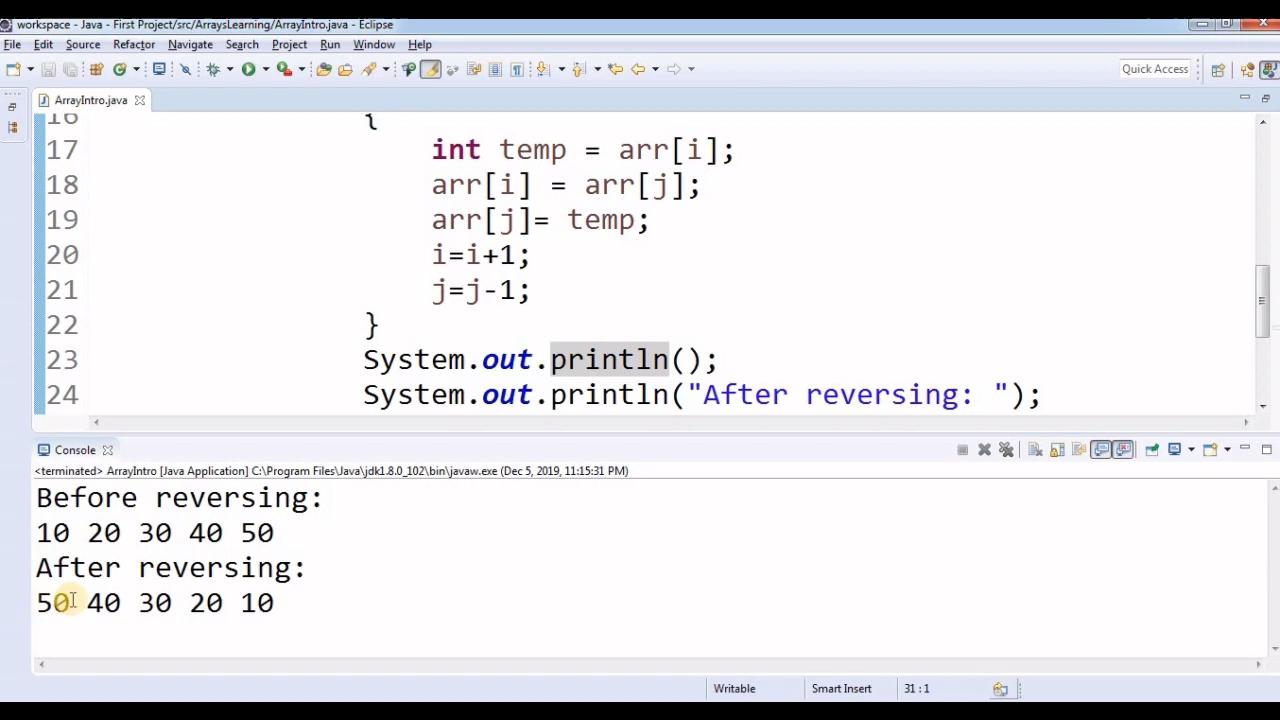 workspace - Java - First Project/src/ArraysLearning/ArrayIntro.java - Eclipse
File Edit Source Refactor Navigate Search Project Run Window Help
Quick Access
ArrayIntro.java
16 {
17 int temp = arr[i];
18 arr[i] = arr[j];
19 arr[j]= temp;
20 i=i+1;
21 j=j-1;
22 }
23 System.out.println();
24 System.out.println("After reversing: ");
Console
<terminated> ArrayIntro [Java Application] C:\Program Files\Java\jdk1.8.0_102\bin\javaw.exe (Dec 5, 2019, 11:15:31 PM)
Before reversing:
10 20 30 40 50
After reversing:
50 40 30 20 10
Writable Smart Insert 31 : 1